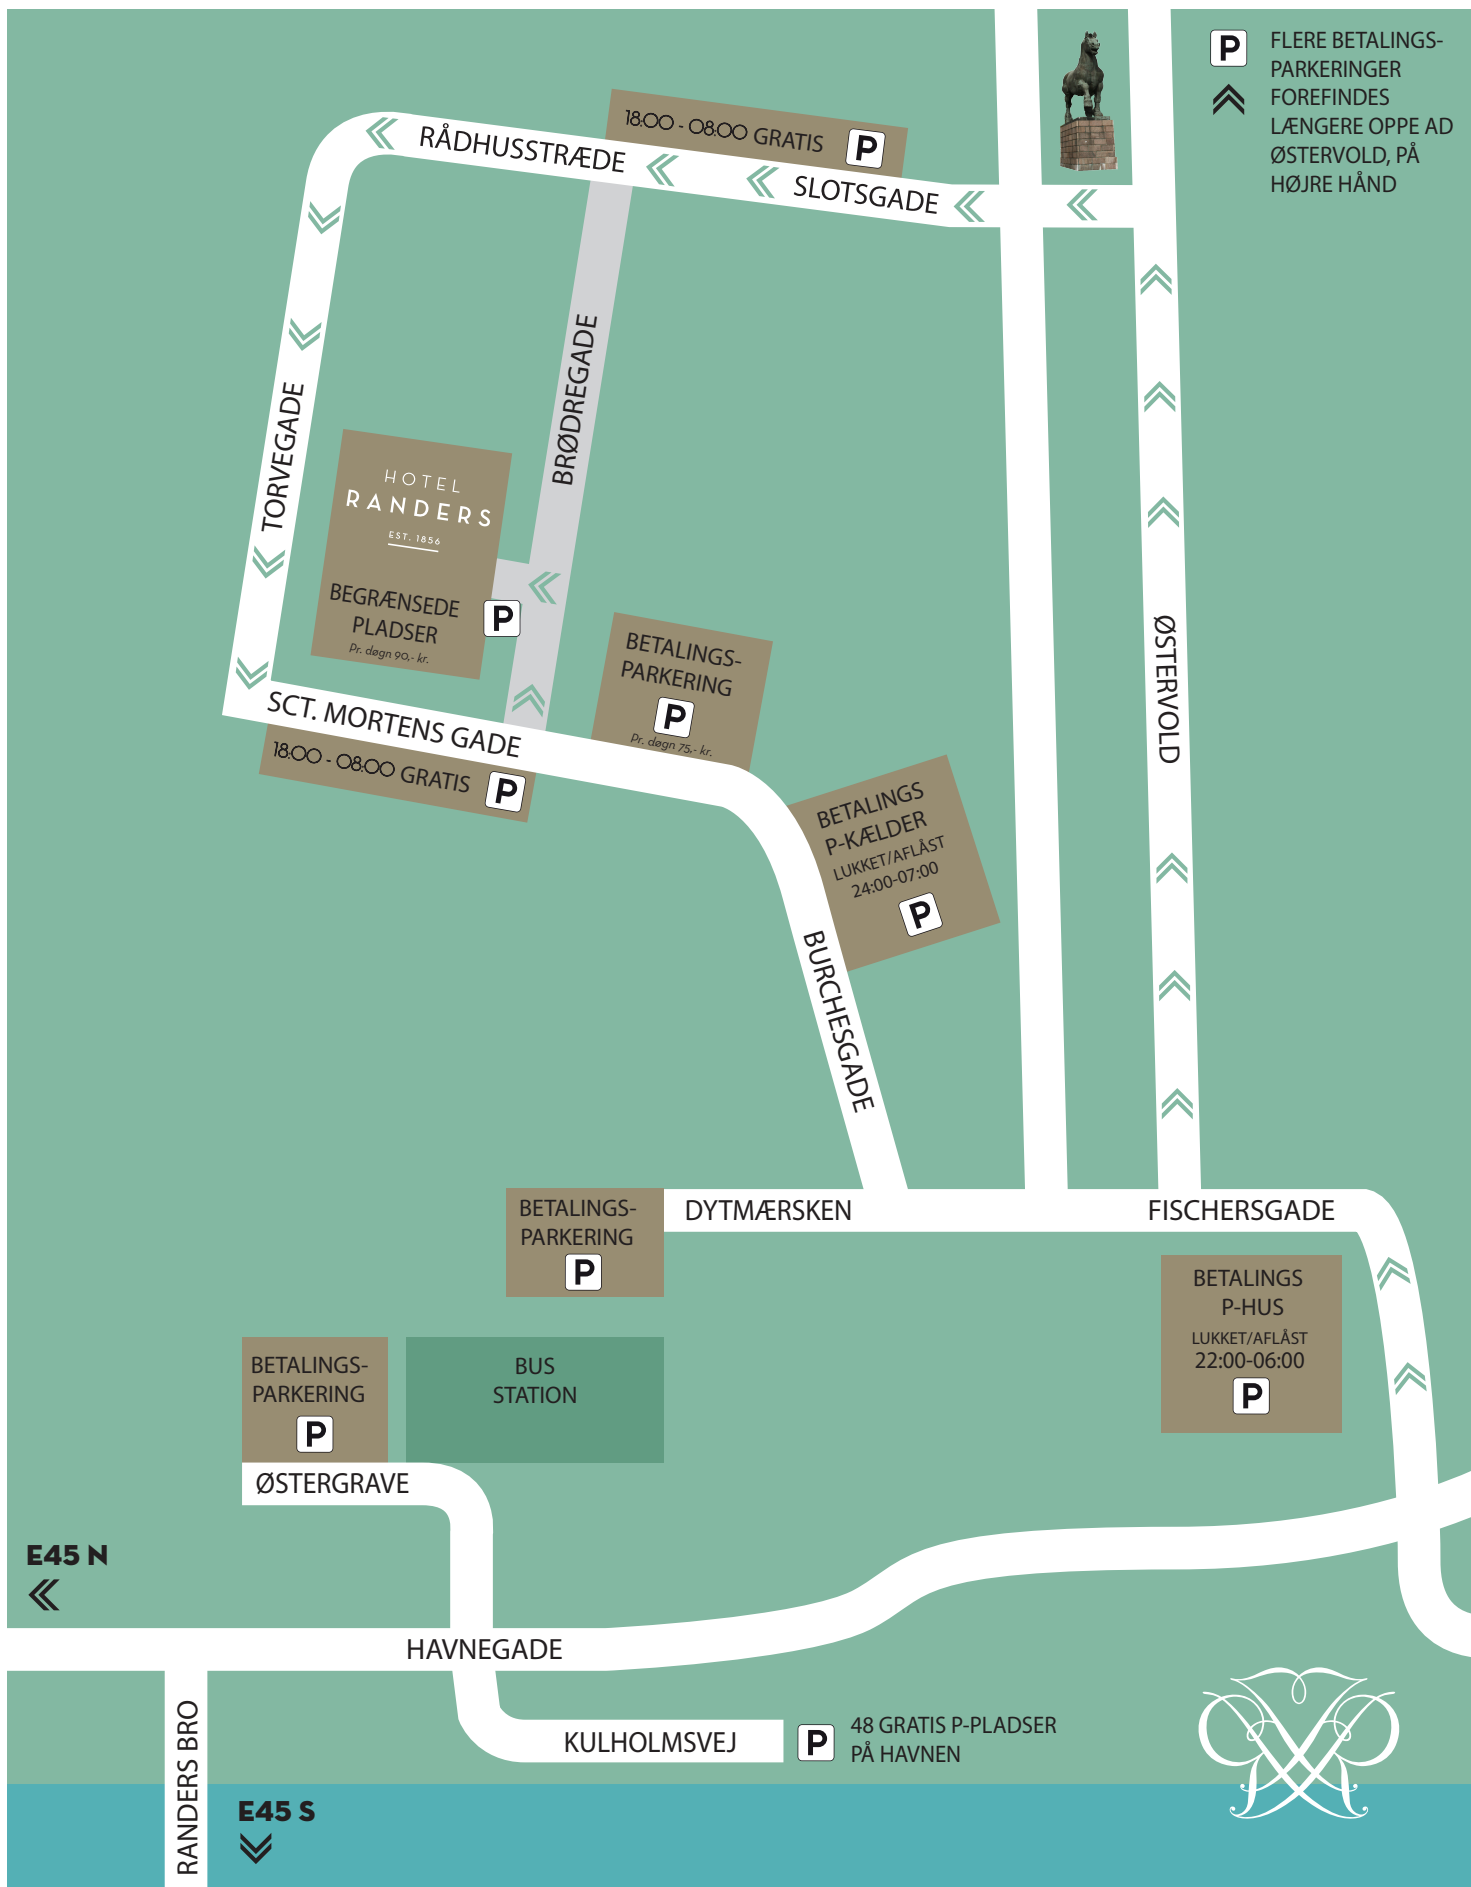 P
FLERE BETALINGS-
PARKERINGER
FOREFINDES
LÆNGERE OPPE AD
ØSTERVOLD, PÅ
HØJRE HÅND
18:00 - 08:00 GRATIS P
RÅDHUSSTRÆDE
SLOTSGADE
BRØDREGADE
TORVEGADE
HOTEL
RANDERS
EST. 1856
BEGRÆNSEDE
PLADSER
Pr. døgn 90,- kr.
P
BETALINGS-
PARKERING
P
Pr. døgn 75,- kr.
ØSTERVOLD
SCT. MORTENS GADE
18:00 - 08:00 GRATIS P
BETALINGS
P-KÆLDER
LUKKET/AFLÅST
24:00-07:00
P
BURCHESGADE
BETALINGS-
PARKERING
P
DYTMÆRSKEN
FISCHERSGADE
BETALINGS
P-HUS
LUKKET/AFLÅST
22:00-06:00
P
BETALINGS-
PARKERING
P
BUS
STATION
ØSTERGRAVE
E45 N
HAVNEGADE
RANDERS BRO
KULHOLMSVEJ
P
48 GRATIS P-PLADSER
PÅ HAVNEN
E45 S